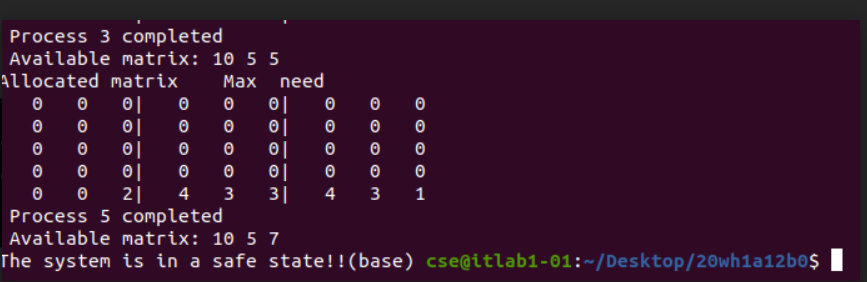 Process 3 completed
Available matrix: 10 5 5
Allocated matrix    Max  need
0   0   0|   0   0   0|   0   0   0
0   0   0|   0   0   0|   0   0   0
0   0   0|   0   0   0|   0   0   0
0   0   0|   0   0   0|   0   0   0
0   0   2|   4   3   3|   4   3   1
Process 5 completed
Available matrix: 10 5 7
The system is in a safe state!!(base) cse@itlab1-01:~/Desktop/20wh1a12b0$